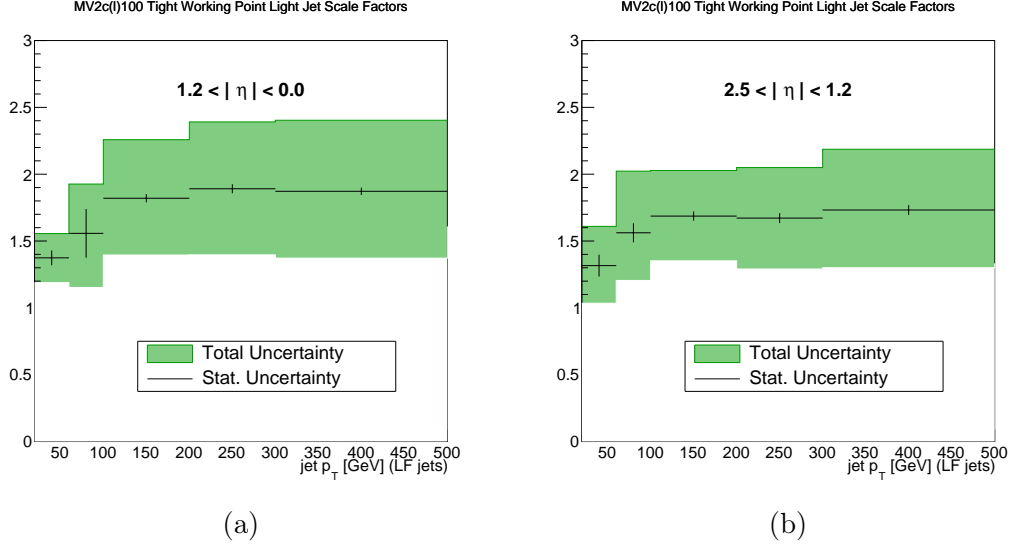 MV2c(l)100 Tight Working Point Light Jet Scale Factors
3
2.5
2
1.5
1
0.5
0
1.2 < | η | < 0.0
Total Uncertainty
Stat. Uncertainty
50 100 150 200 250 300 350 400 450 500
jet p_T [GeV] (LF jets)
(a)
MV2c(l)100 Tight Working Point Light Jet Scale Factors
3
2.5
2
1.5
1
0.5
0
2.5 < | η | < 1.2
Total Uncertainty
Stat. Uncertainty
50 100 150 200 250 300 350 400 450 500
jet p_T [GeV] (LF jets)
(b)